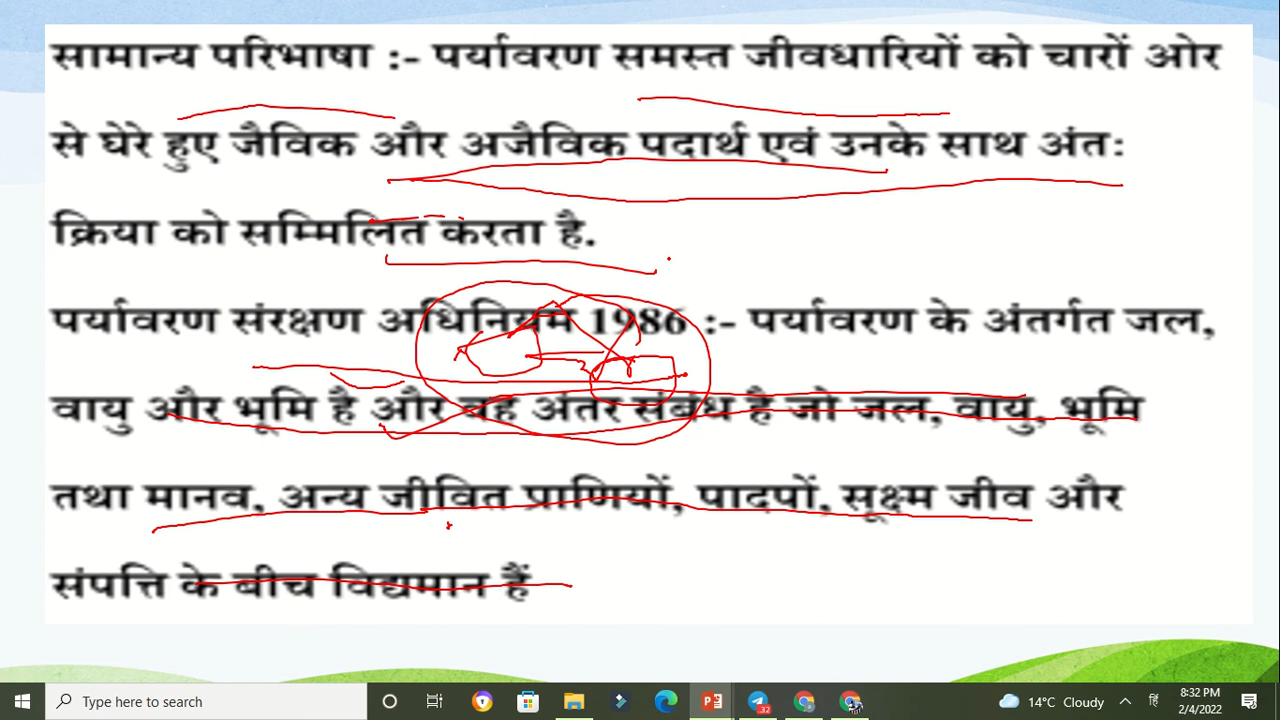 सामान्य परिभाषा :- पर्यावरण समस्त जीवधारियों को चारों ओर
से घेरे हुए जैविक और अजैविक पदार्थ एवं उनके साथ अंत:
क्रिया को सम्मिलित करता है.
पर्यावरण संरक्षण अधिनियम 1986 :- पर्यावरण के अंतर्गत जल,
वायु और भूमि है और वह अंतर संबंध है जो जल, वायु, भूमि
तथा मानव, अन्य जीवित प्राणियों, पादपों, सूक्ष्म जीव और
संपत्ति के बीच विद्यमान हैं
Type here to search
32
14°C Cloudy
हिं
8:32 PM
2/4/2022